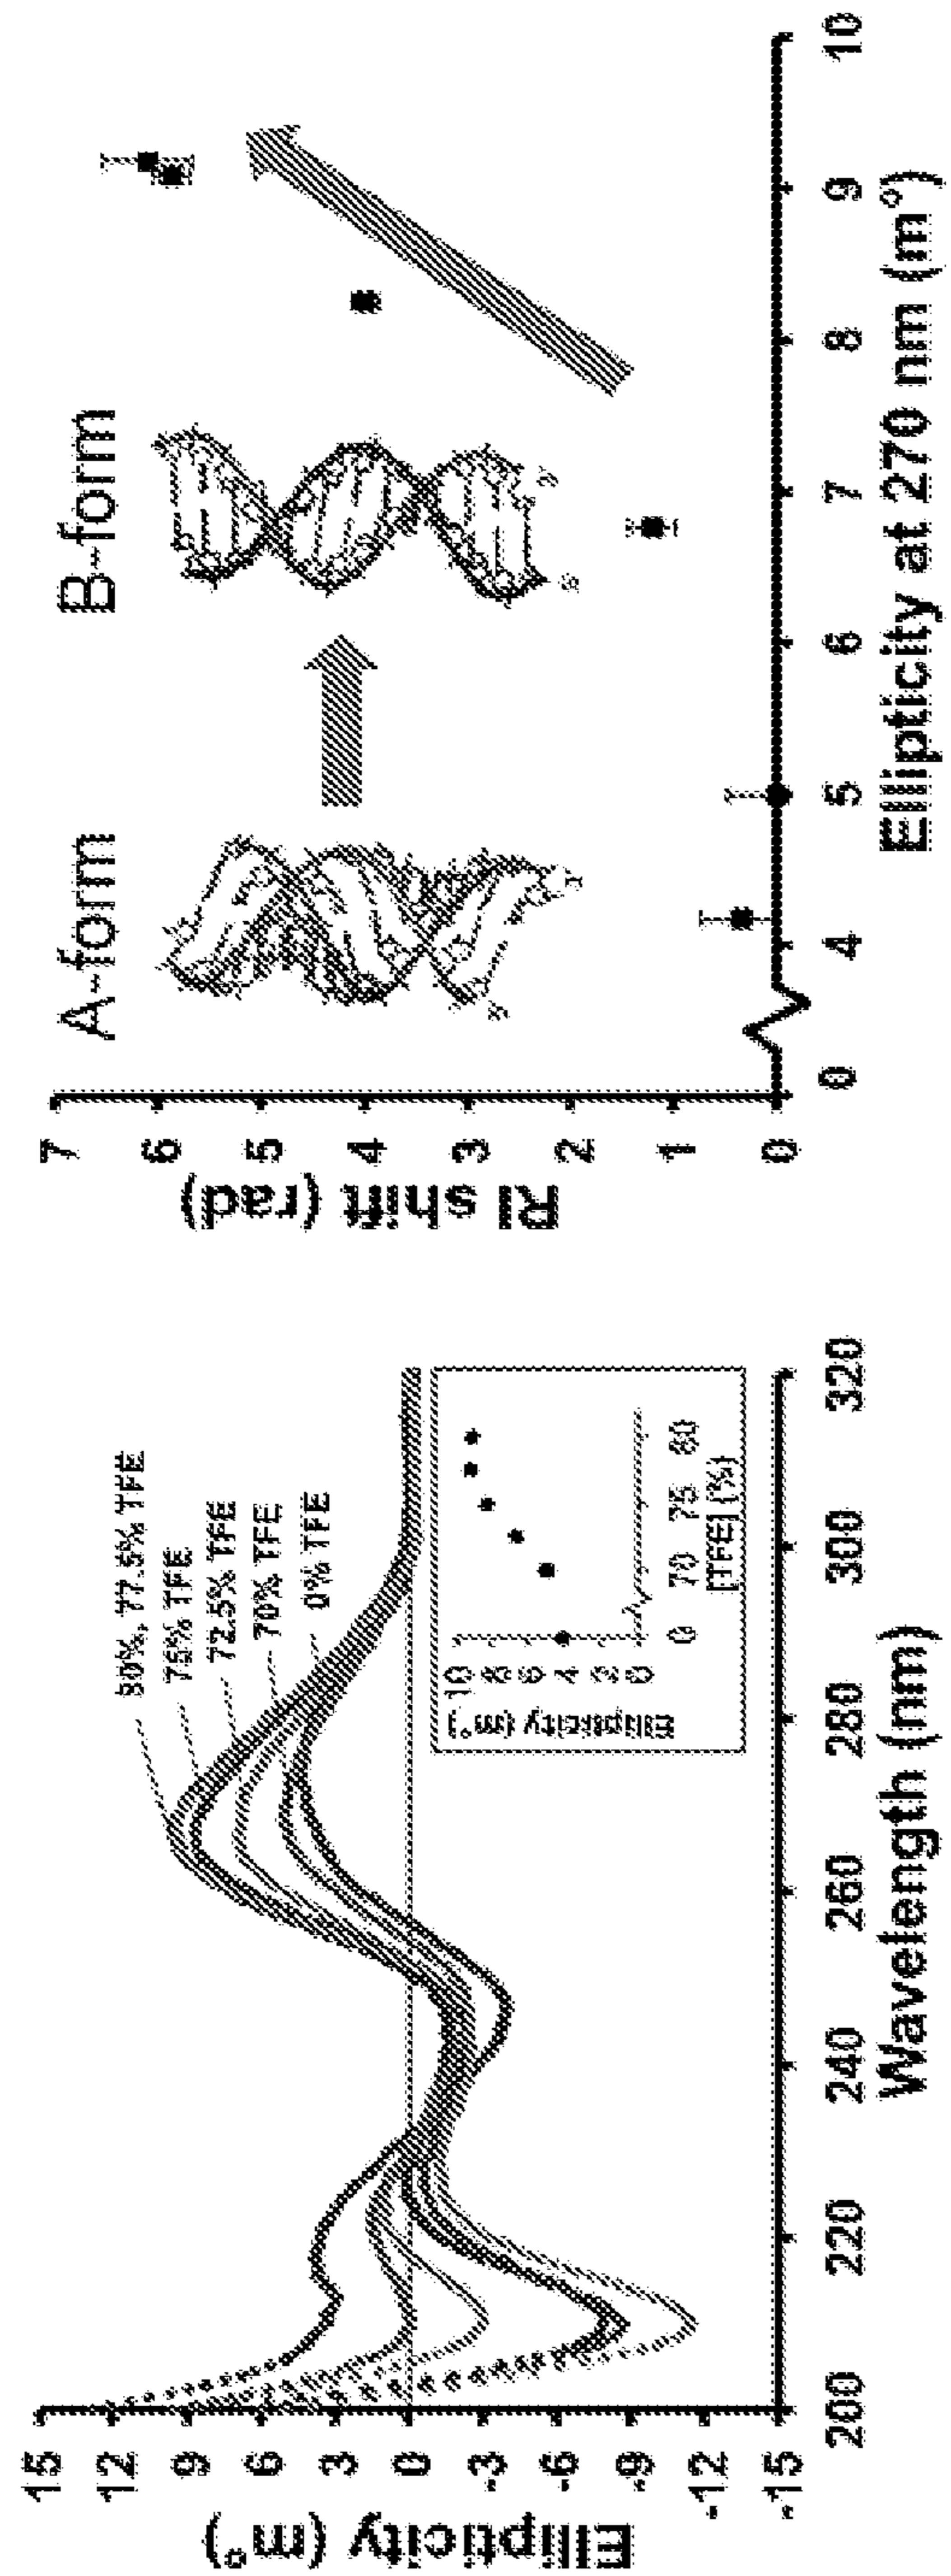 15
12
9
6
3
0
-3
-6
-9
-12
-15
Ellipticity (m°)
200
220
240
260
280
300
320
Wavelength (nm)
80%, 77.5% TFE
75% TFE
72.5% TFE
70% TFE
0% TFE
10
8
6
4
2
0
Ellipticity (m°)
0 70 75 80
[TFE] (%)
7
6
5
4
3
2
1
0
RI shift (rad)
A-form
B-form
0
4
5
6
7
8
9
10
Ellipticity at 270 nm (m°)